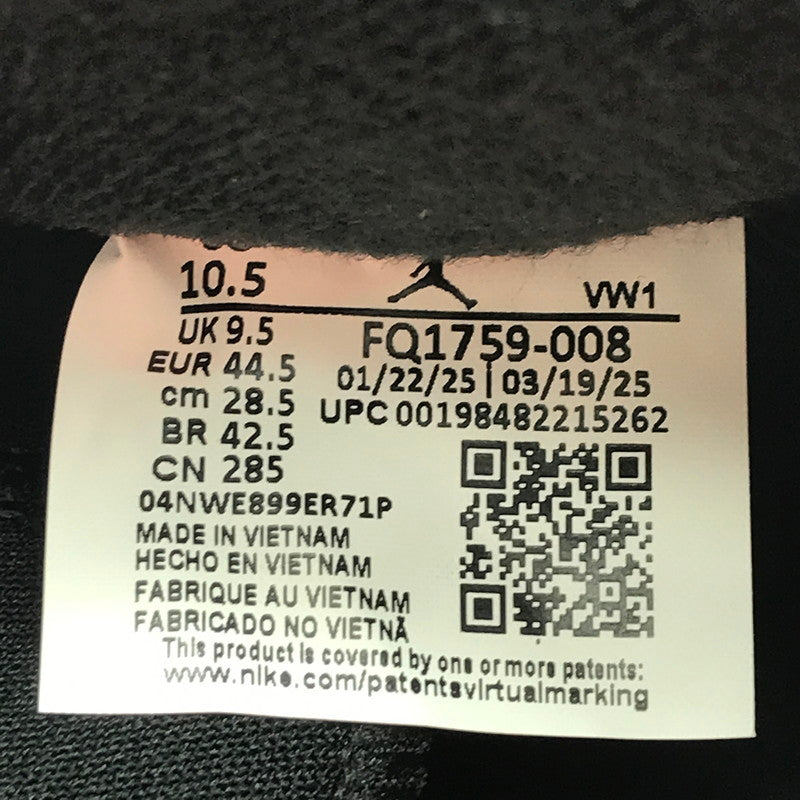 10.5
VW1
UK 9.5
EUR 44.5
cm 28.5
BR 42.5
CN 285
FQ1759-008
01/22/25 | 03/19/25
UPC 00198482215262
04NWE899ER71P
MADE IN VIETNAM
HECHO EN VIETNAM
FABRIQUE AU VIETNAM
FABRICADO NO VIETNÃ
This product is covered by one or more patents:
www.nike.com/patentsvirtualmarking